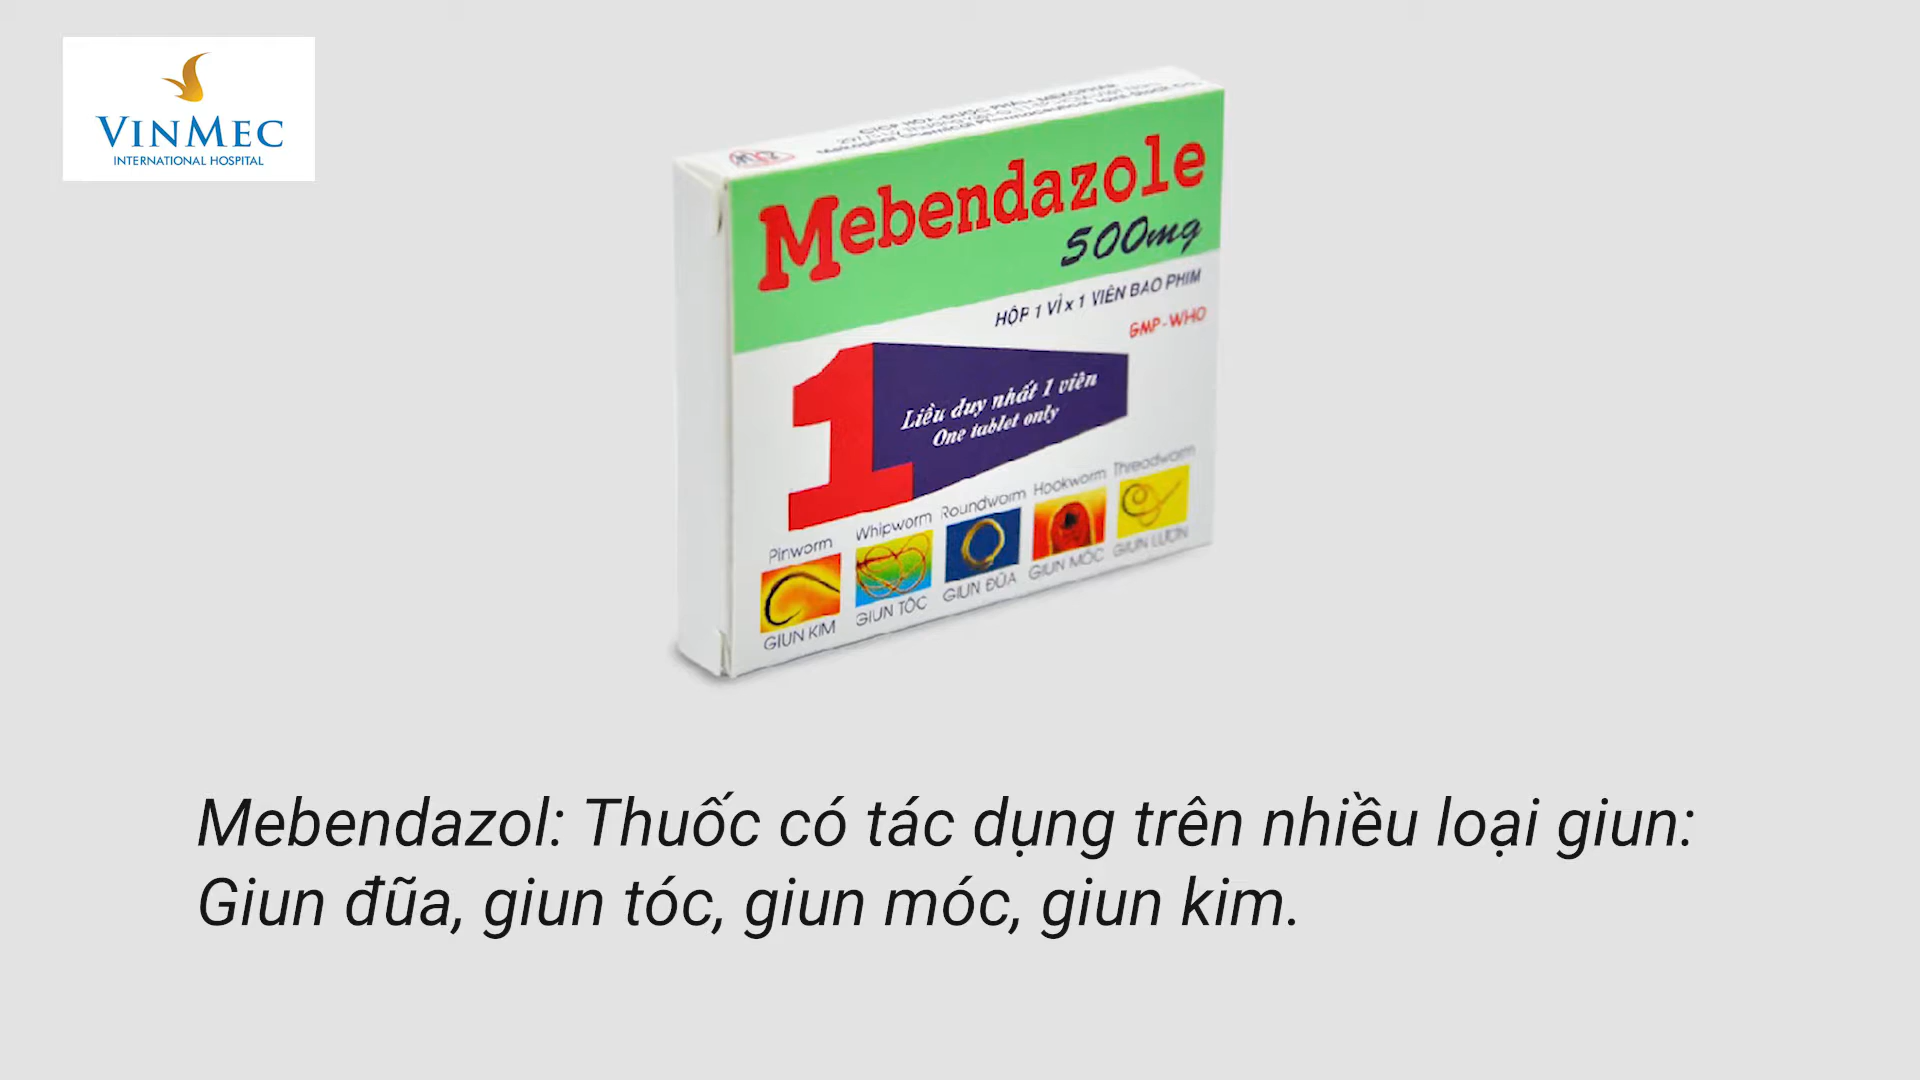 VINMEC
INTERNATIONAL HOSPITAL
Mebendazole
500mg
HỘP 1 VỈ x 1 VIÊN BAO PHIM
GMP-WHO
1
Liều duy nhất 1 viên
One tablet only
Pinworm
Whipworm
Roundworm
Hookworm
Threadworm
GIUN KIM
GIUN TÓC
GIUN ĐŨA
GIUN MÓC
GIUN LƯƠN
Mebendazol: Thuốc có tác dụng trên nhiều loại giun:
Giun đũa, giun tóc, giun móc, giun kim.